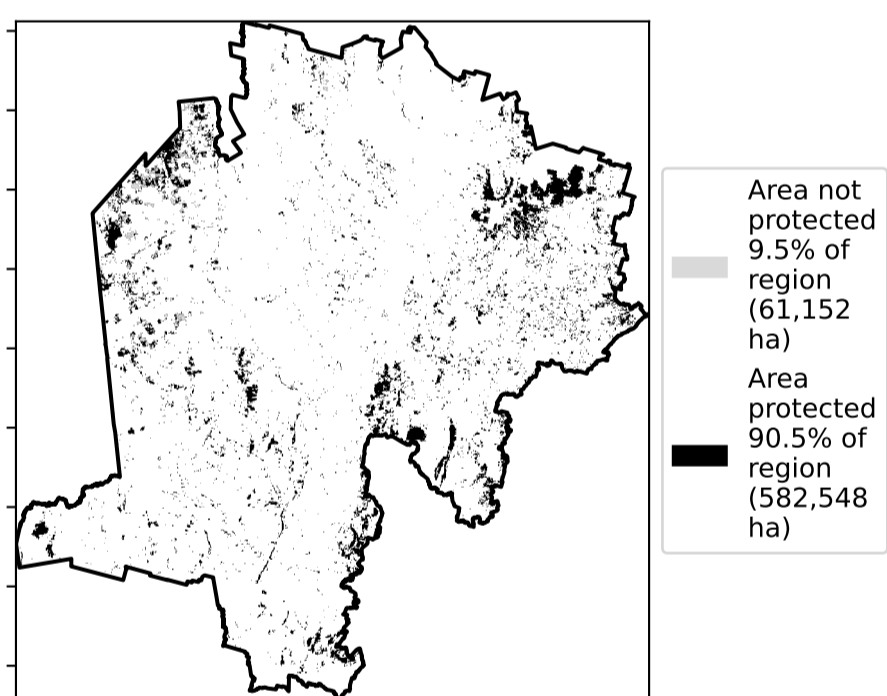 Area not
protected
9.5% of
region
(61,152
ha)
Area
protected
90.5% of
region
(582,548
ha)